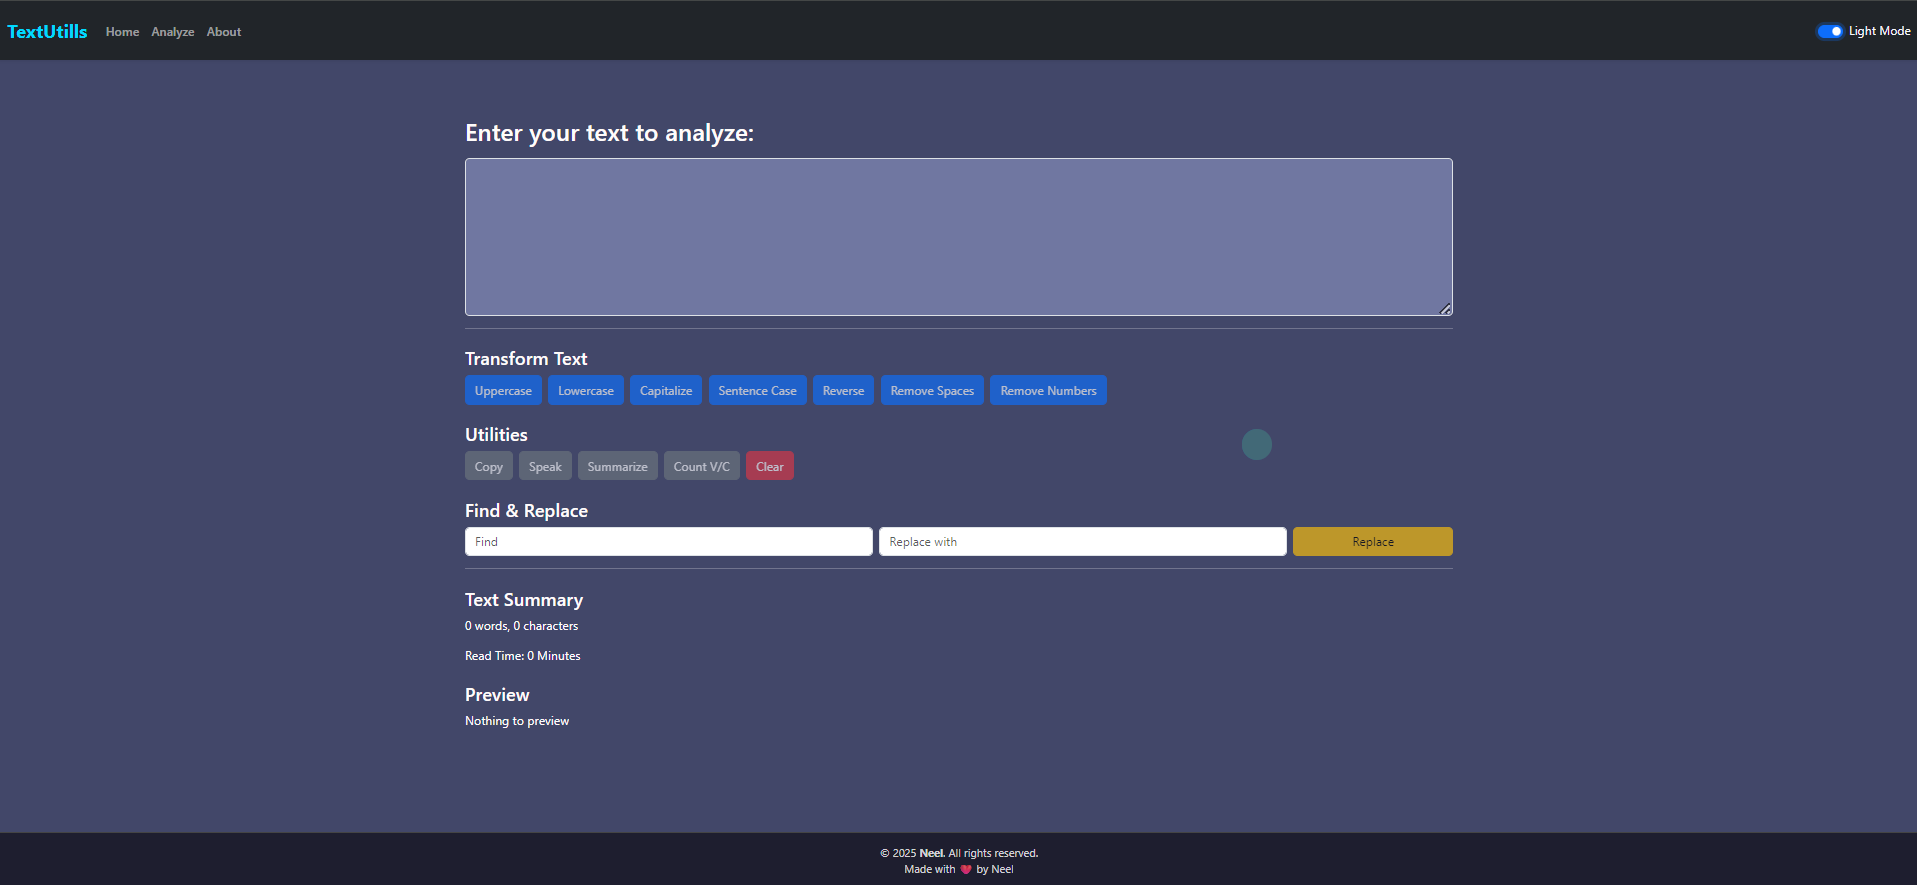 TextUtills Home Analyze About Light Mode
Enter your text to analyze:
Transform Text
Uppercase Lowercase Capitalize Sentence Case Reverse Remove Spaces Remove Numbers
Utilities
Copy Speak Summarize Count V/C Clear
Find & Replace
Find Replace with Replace
Text Summary
0 words, 0 characters
Read Time: 0 Minutes
Preview
Nothing to preview
© 2025 Neel. All rights reserved.
Made with 💗 by Neel